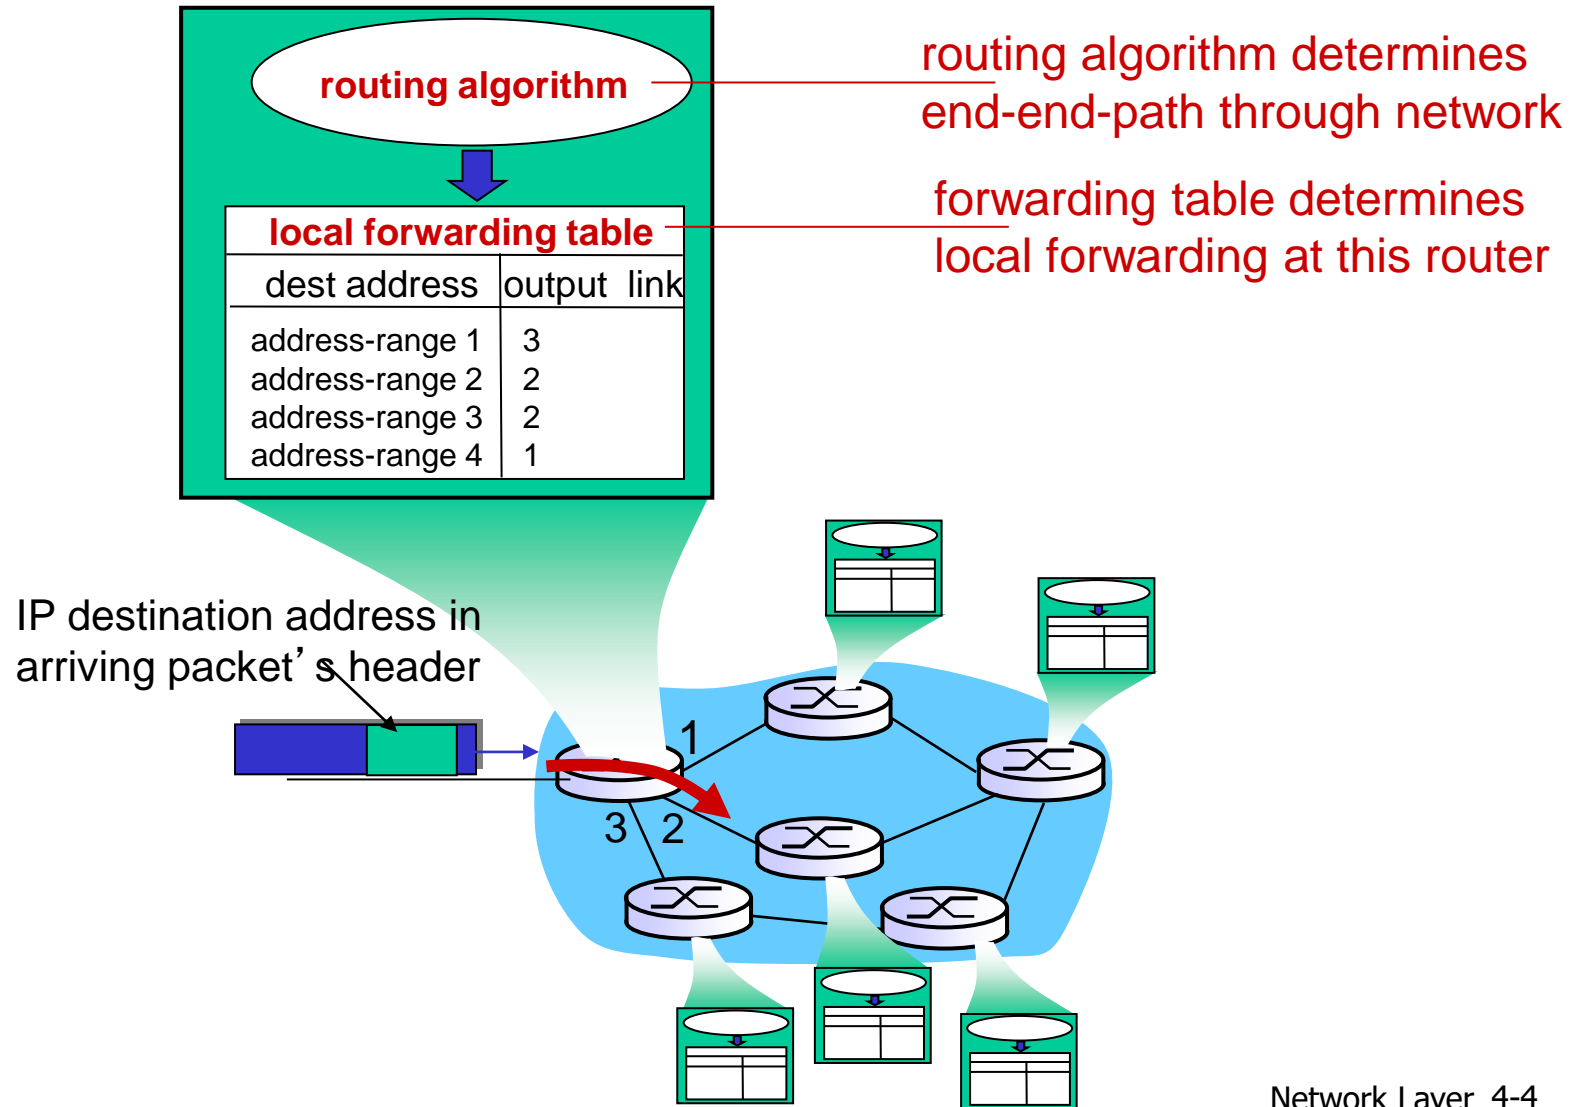 routing algorithm
routing algorithm determines
end-end-path through network
local forwarding table
forwarding table determines
local forwarding at this router
dest address output link
address-range 1 3
address-range 2 2
address-range 3 2
address-range 4 1
IP destination address in
arriving packet’s header
1
3 2
Network Layer 4-4